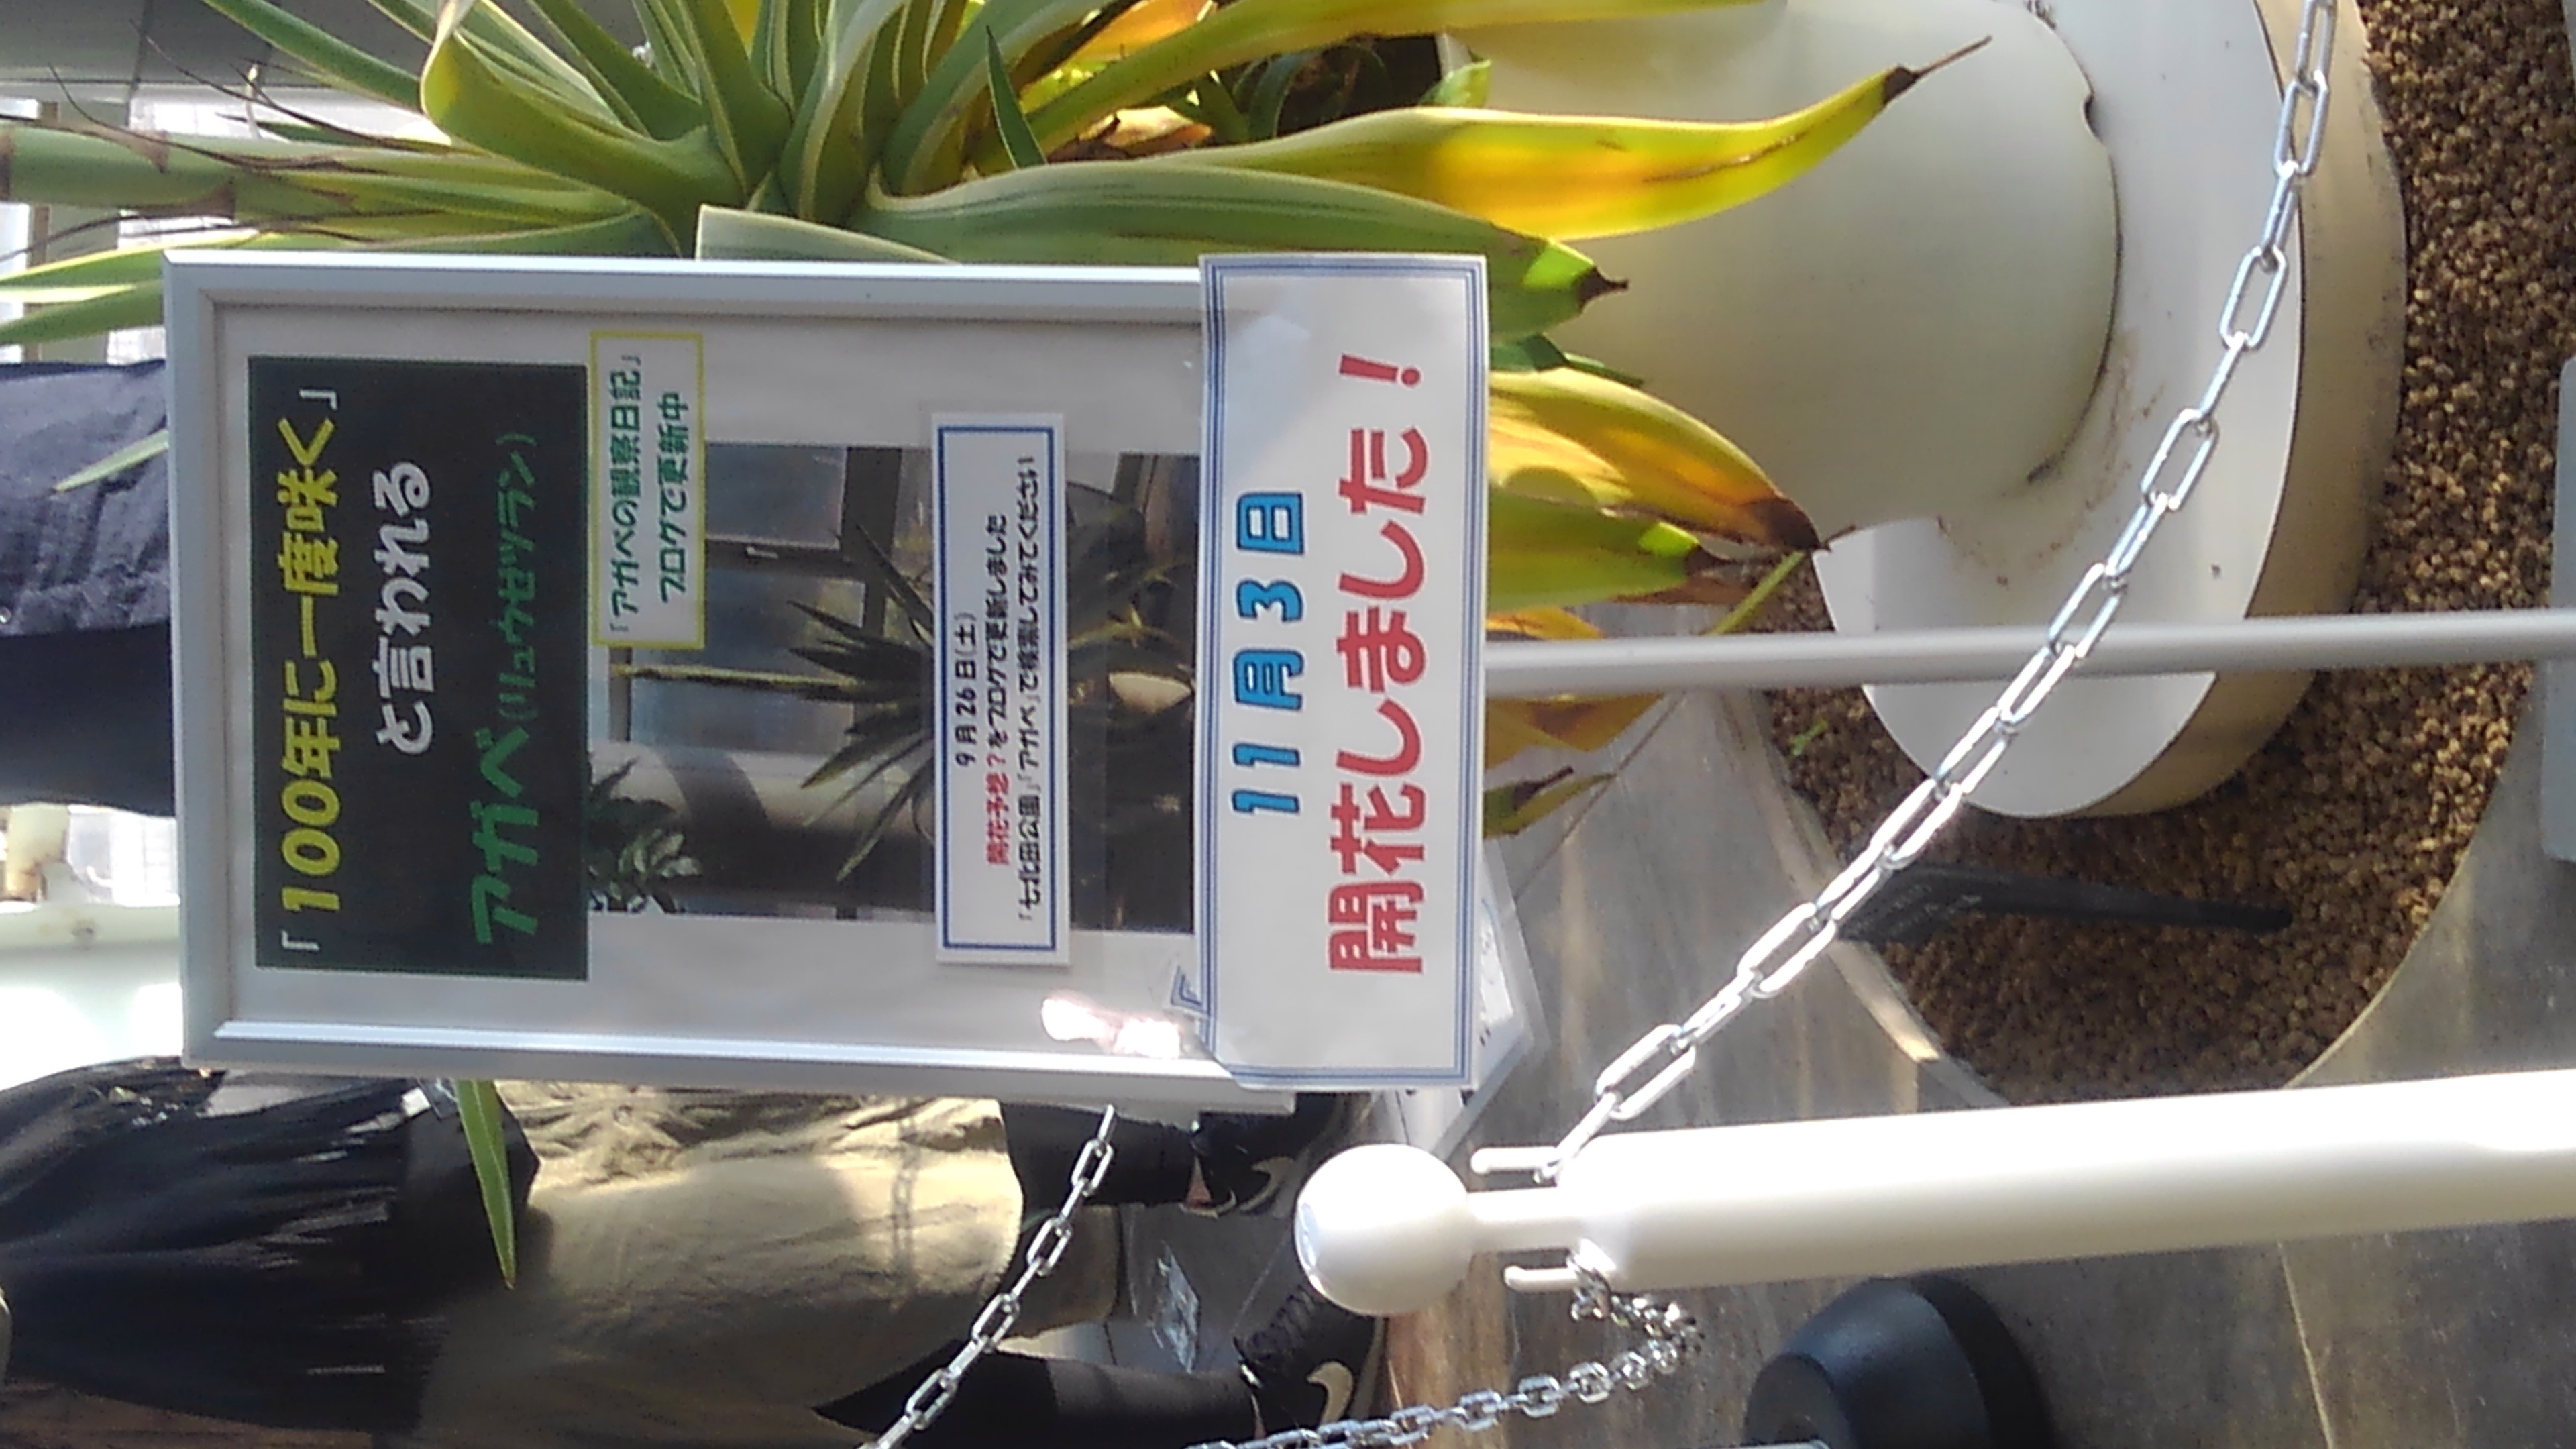 「100年に一度咲く」
と言われる
アガベ(リュウゼツラン)
「アガベの観察日記」
ブログで更新中
9月26日(土)
開花予想?をブログで更新しました
「七北田公園」「アガベ」で検索してみてください
11月3日
開花しました!